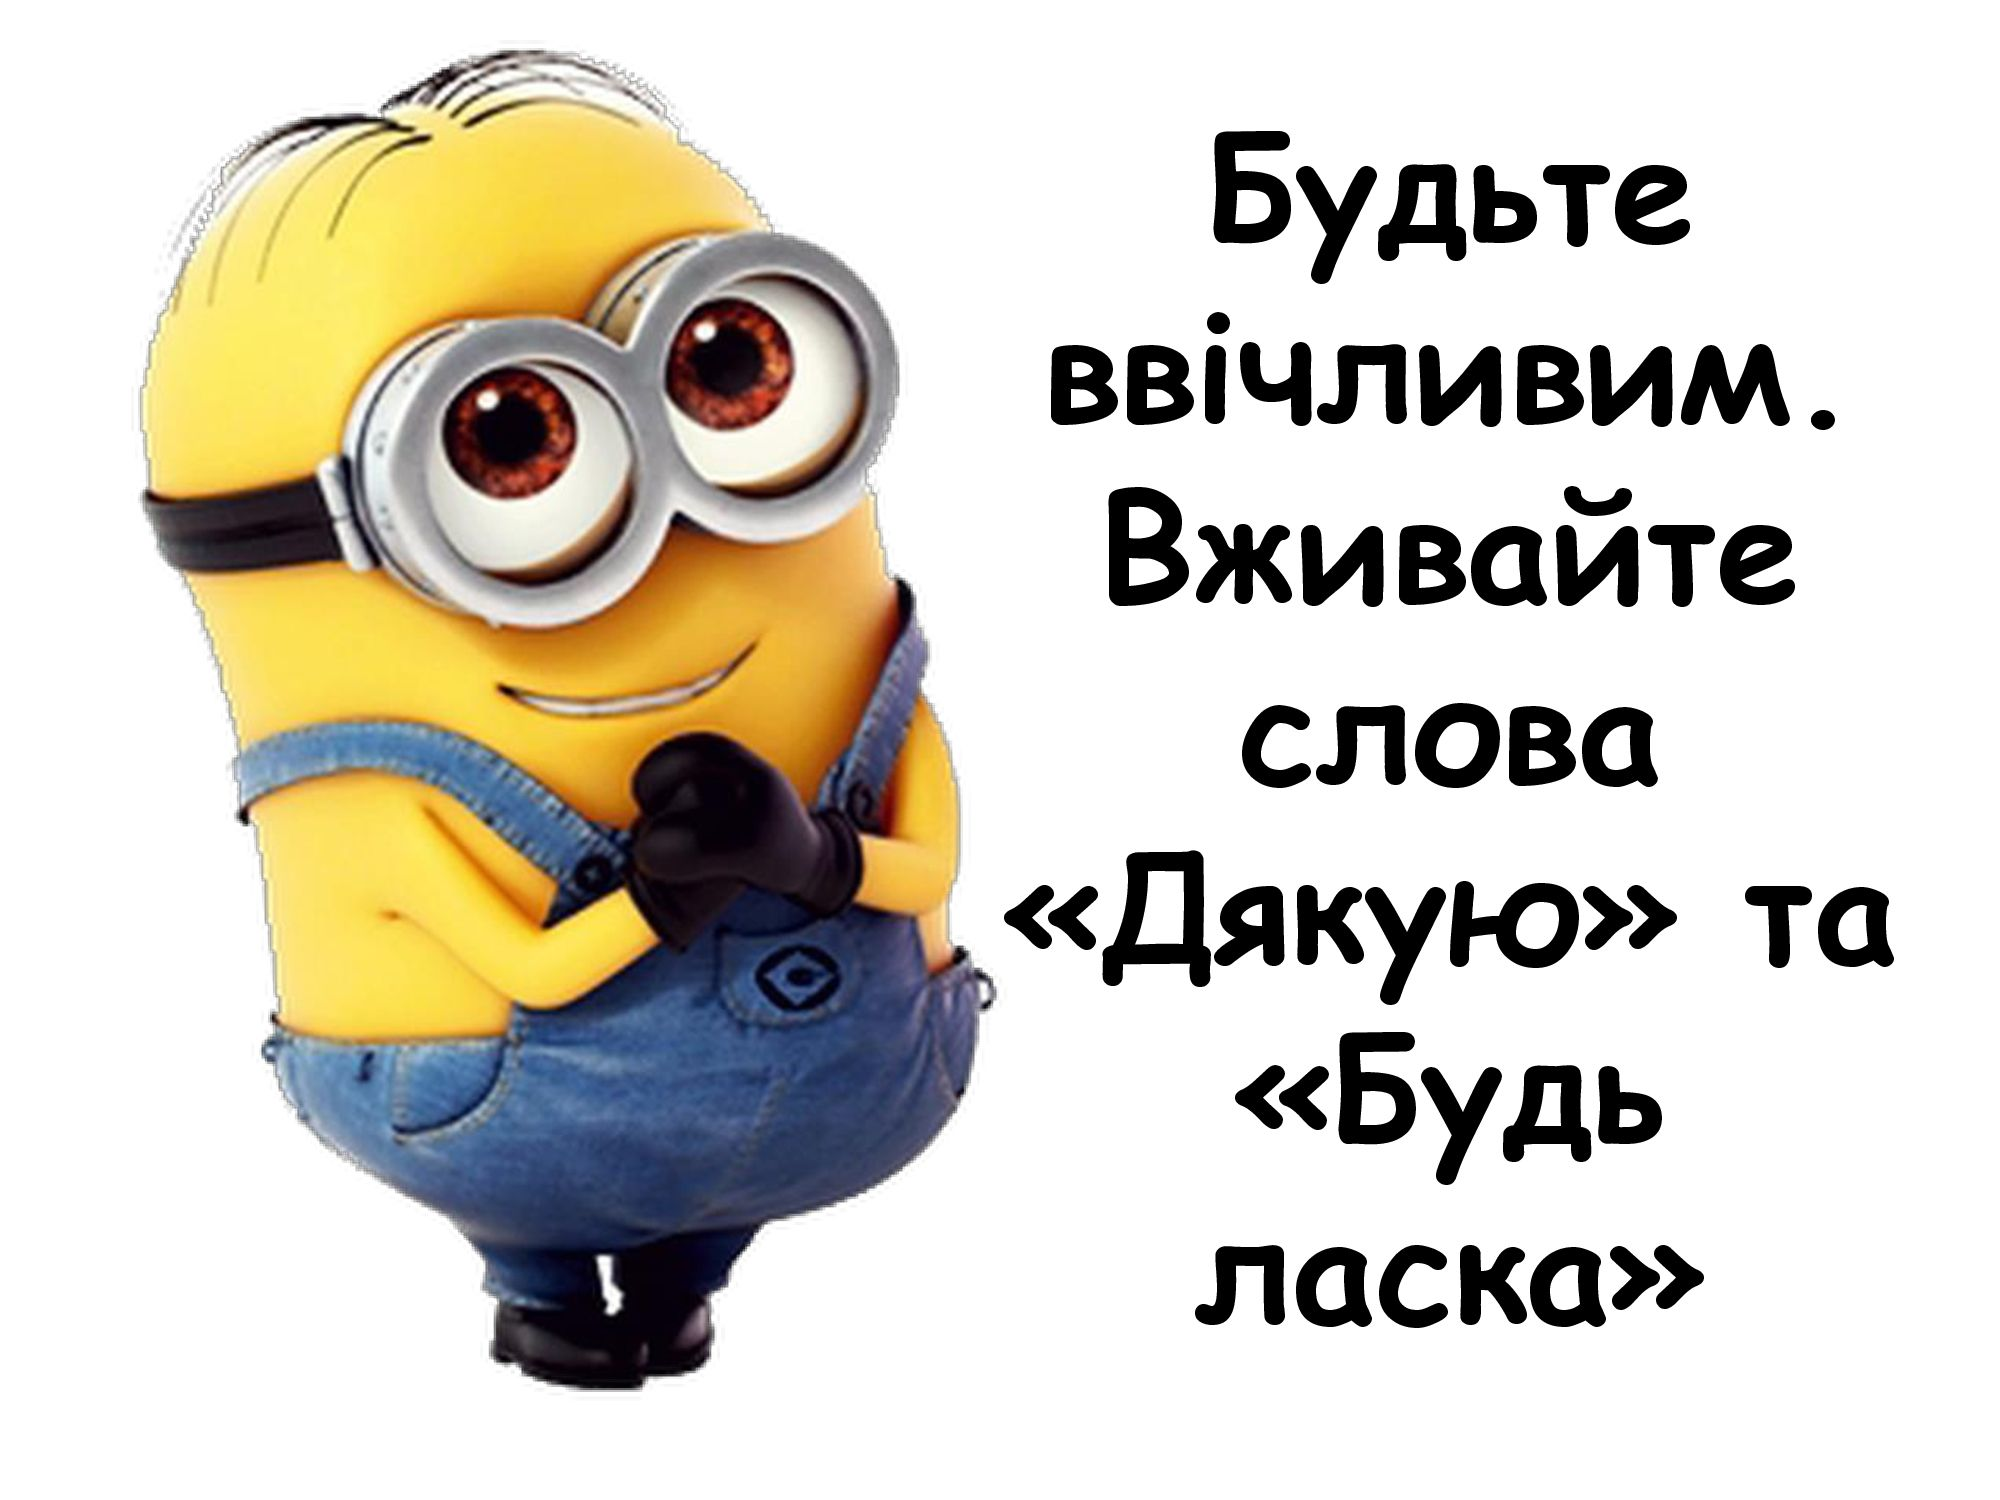 Будьте
ввічливим.
Вживайте
слова
«Дякую» та
«Будь
ласка»